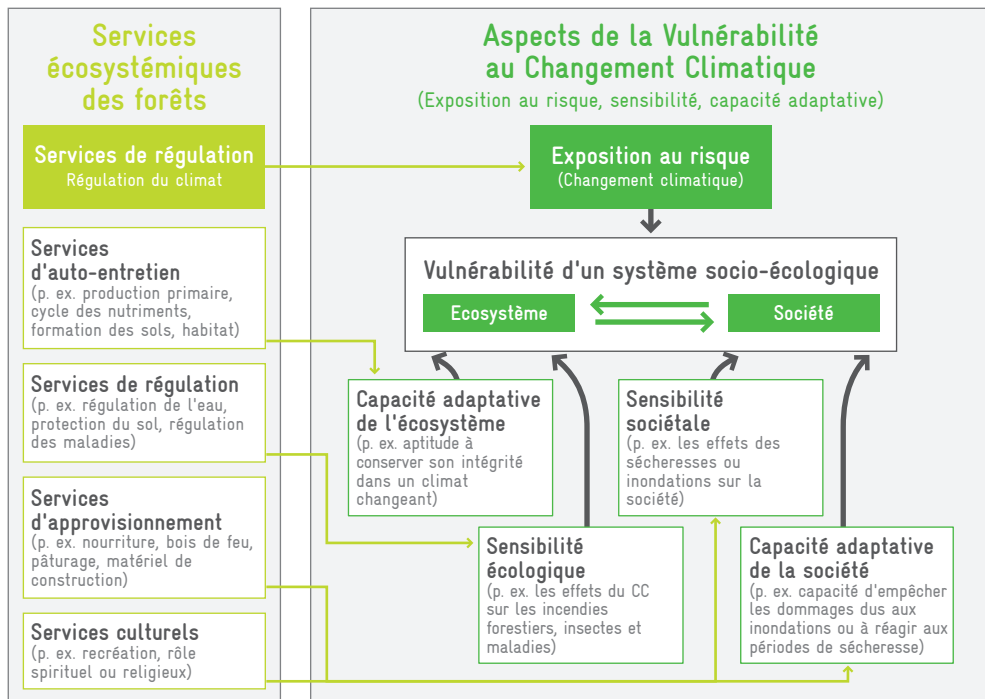 Services
écosystémiques
des forêts
Services de régulation
Régulation du climat
Services
d'auto-entretien
(p. ex. production primaire,
cycle des nutriments,
formation des sols, habitat)
Services de régulation
(p. ex. régulation de l'eau,
protection du sol, régulation
des maladies)
Services
d'approvisionnement
(p. ex. nourriture, bois de feu,
pâturage, matériel de
construction)
Services culturels
(p. ex. recréation, rôle
spirituel ou religieux)
Aspects de la Vulnérabilité
au Changement Climatique
(Exposition au risque, sensibilité, capacité adaptative)
Exposition au risque
(Changement climatique)
Vulnérabilité d'un système socio-écologique
Ecosystème
Société
Capacité adaptative
de l'écosystème
(p. ex. aptitude à
conserver son intégrité
dans un climat
changeant)
Sensibilité
sociétale
(p. ex. les effets des
sécheresses ou
inondations sur la
société)
Sensibilité
écologique
(p. ex. les effets du CC
sur les incendies
forestiers, insectes et
maladies)
Capacité adaptative
de la société
(p. ex. capacité d'empêcher
les dommages dus aux
inondations ou à réagir aux
périodes de sécheresse)